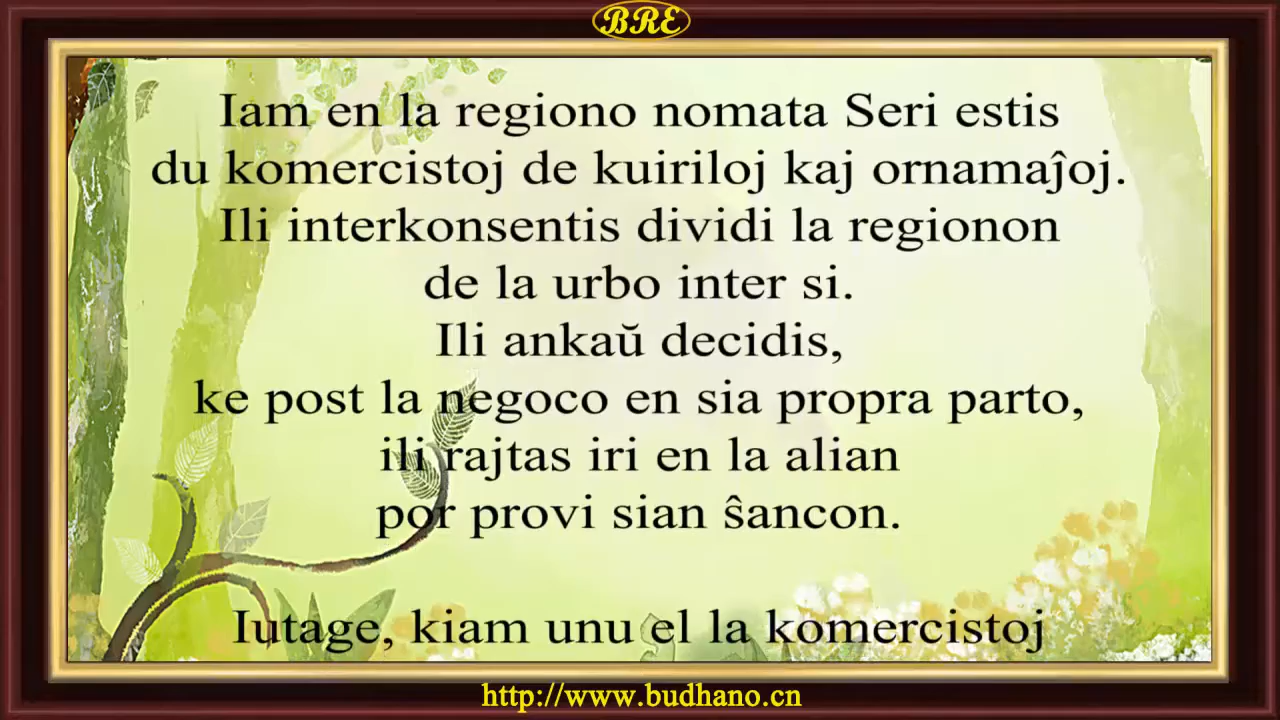 BRE
Iam en la regiono nomata Seri estis
du komercistoj de kuiriloj kaj ornamaĵoj.
Ili interkonsentis dividi la regionon
de la urbo inter si.
Ili ankaŭ decidis,
ke post la negoco en sia propra parto,
ili rajtas iri en la alian
por provi sian ŝancon.
Iutage, kiam unu el la komercistoj
http://www.budhano.cn